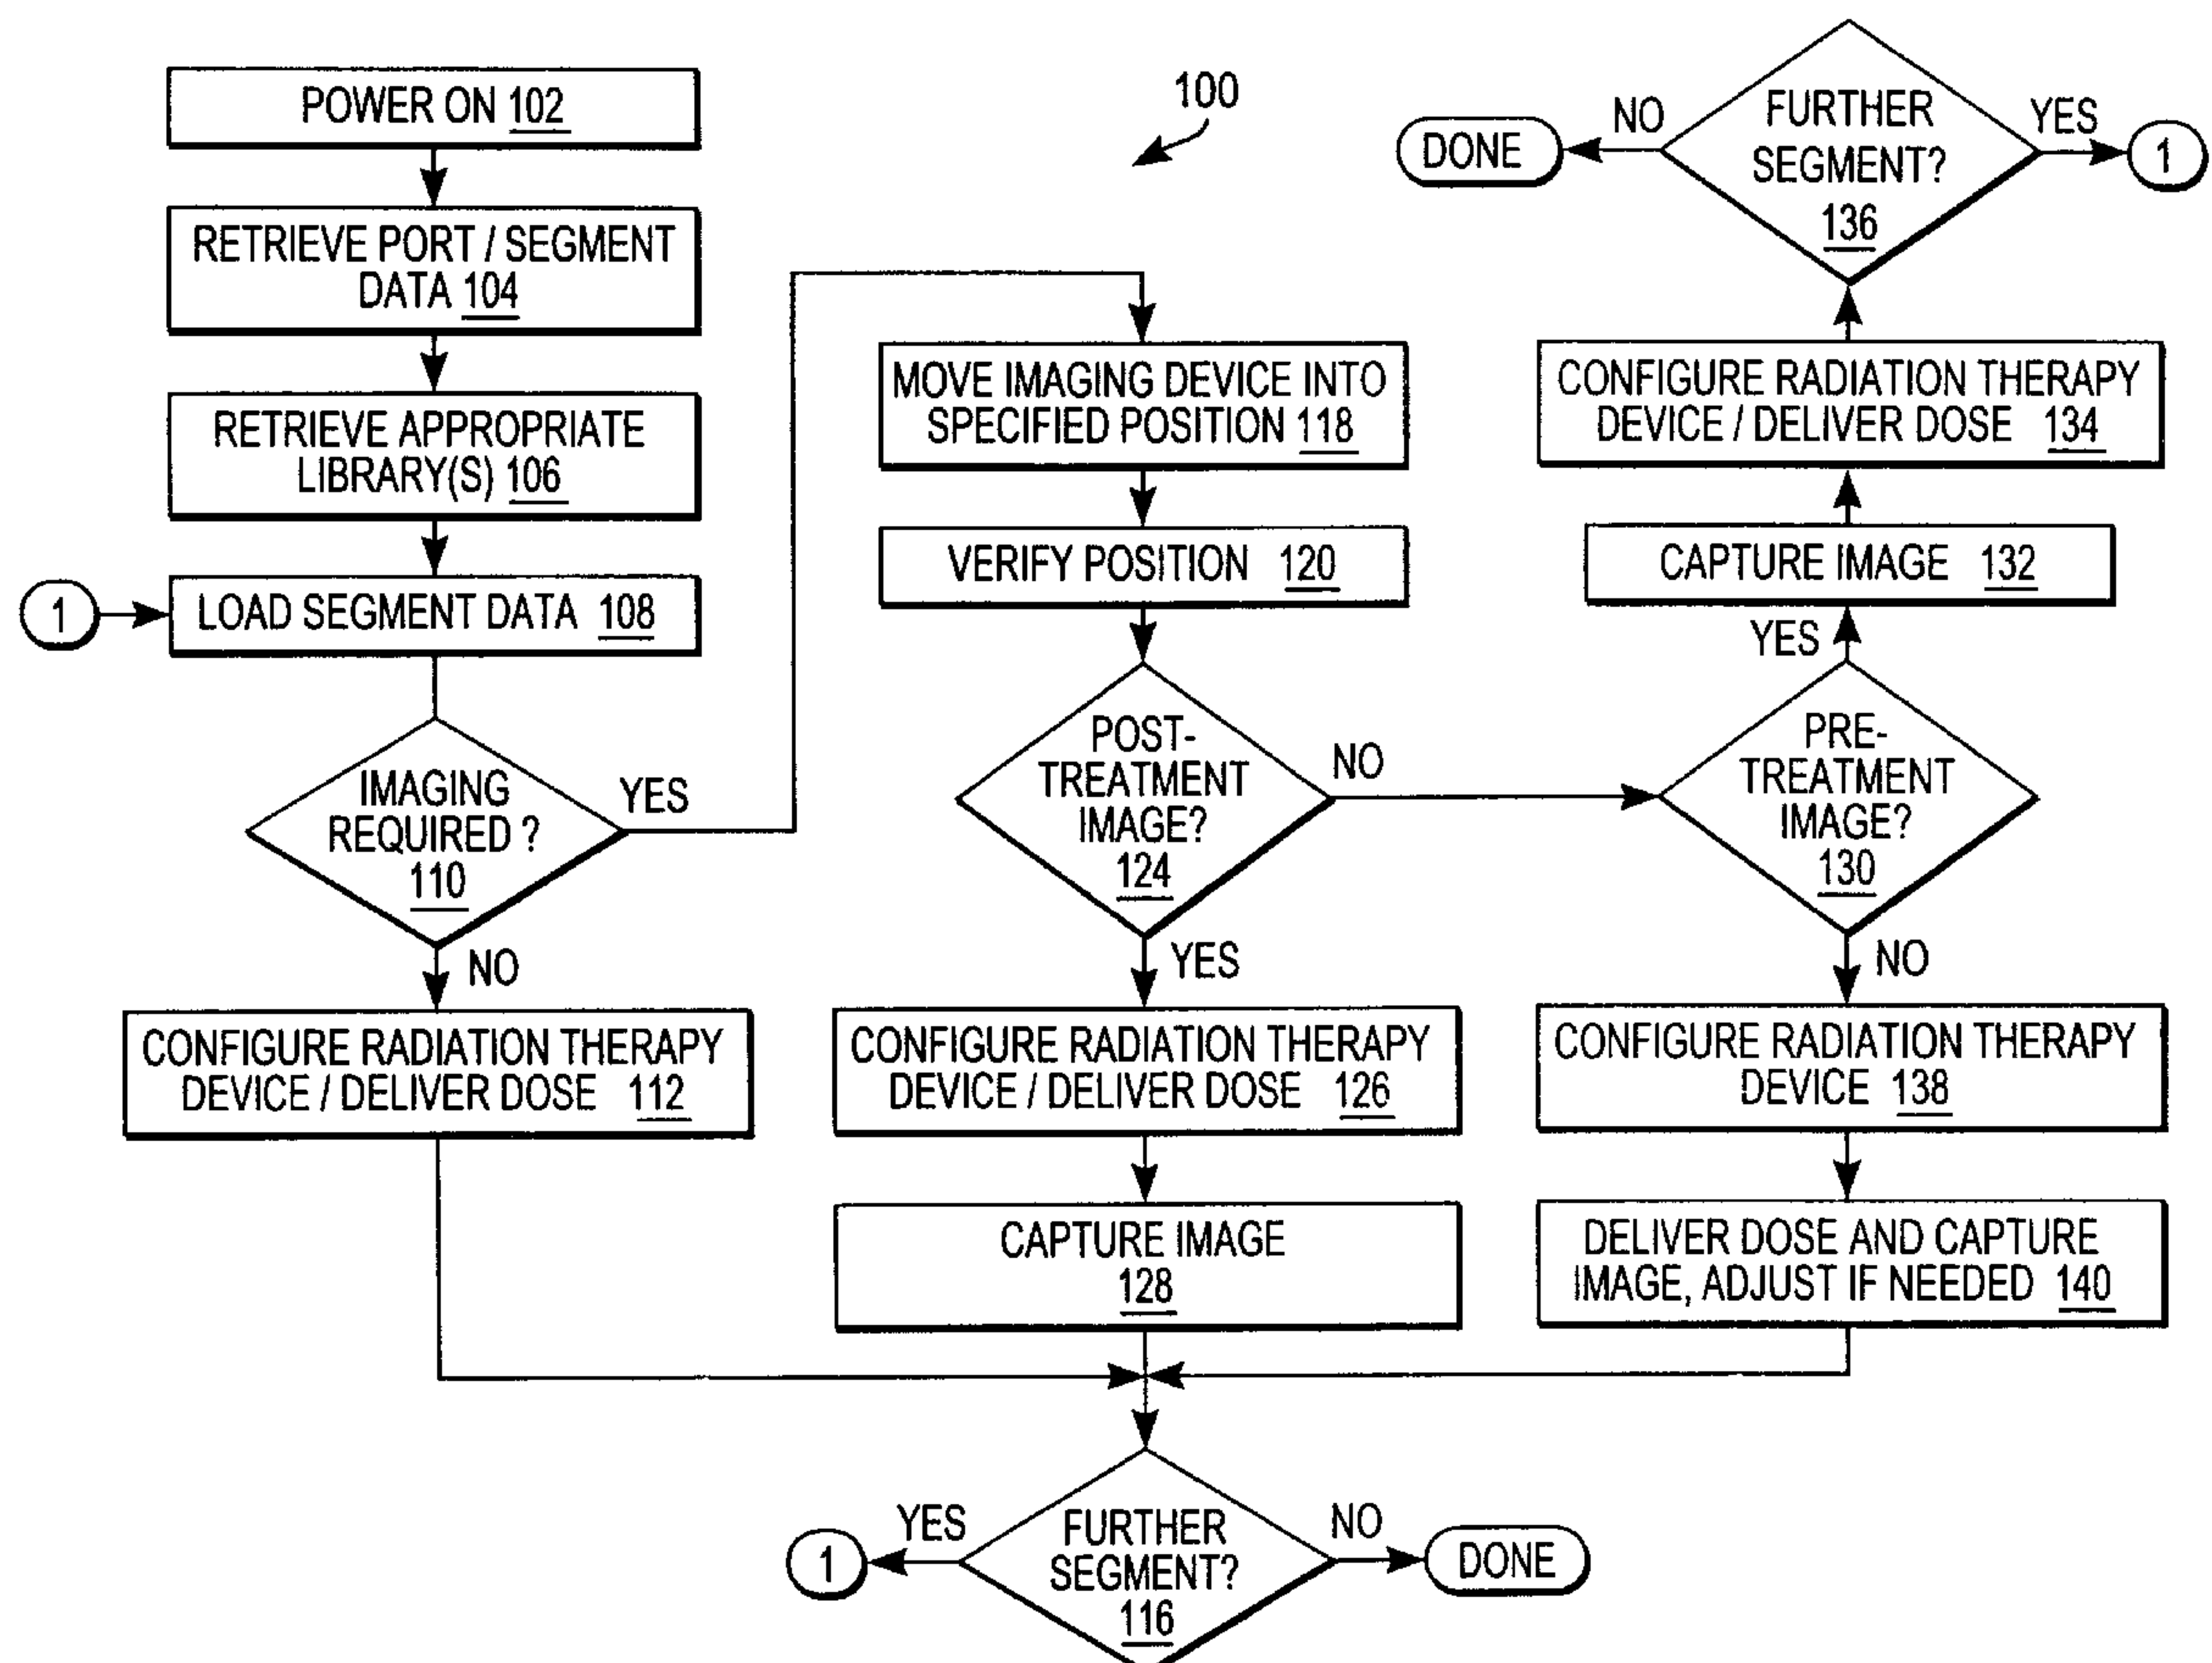 100
POWER ON 102
RETRIEVE PORT / SEGMENT
DATA 104
RETRIEVE APPROPRIATE
LIBRARY(S) 106
1
LOAD SEGMENT DATA 108
IMAGING
REQUIRED ?
110
YES
NO
CONFIGURE RADIATION THERAPY
DEVICE / DELIVER DOSE 112
MOVE IMAGING DEVICE INTO
SPECIFIED POSITION 118
VERIFY POSITION 120
POST-
TREATMENT
IMAGE?
124
NO
YES
CONFIGURE RADIATION THERAPY
DEVICE / DELIVER DOSE 126
CAPTURE IMAGE
128
FURTHER
SEGMENT?
116
YES
1
NO
DONE
PRE-
TREATMENT
IMAGE?
130
YES
NO
CAPTURE IMAGE 132
CONFIGURE RADIATION THERAPY
DEVICE / DELIVER DOSE 134
FURTHER
SEGMENT?
136
NO
DONE
YES
1
CONFIGURE RADIATION THERAPY
DEVICE 138
DELIVER DOSE AND CAPTURE
IMAGE, ADJUST IF NEEDED 140